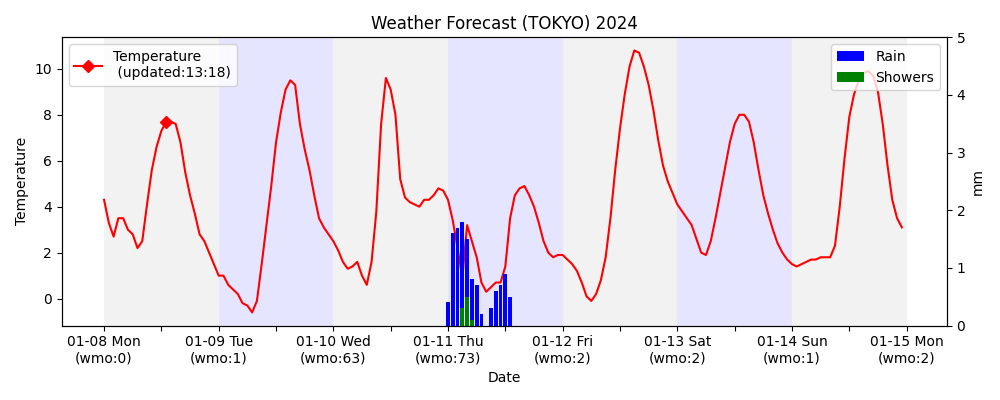 Weather Forecast (TOKYO) 2024
Temperature
(updated:13:18)
Rain
Showers
Temperature
10
8
6
4
2
0
5
4
3
2
1
0
mm
01-08 Mon
(wmo:0)
01-09 Tue
(wmo:1)
01-10 Wed
(wmo:63)
01-11 Thu
(wmo:73)
01-12 Fri
(wmo:2)
01-13 Sat
(wmo:2)
01-14 Sun
(wmo:1)
01-15 Mon
(wmo:2)
Date